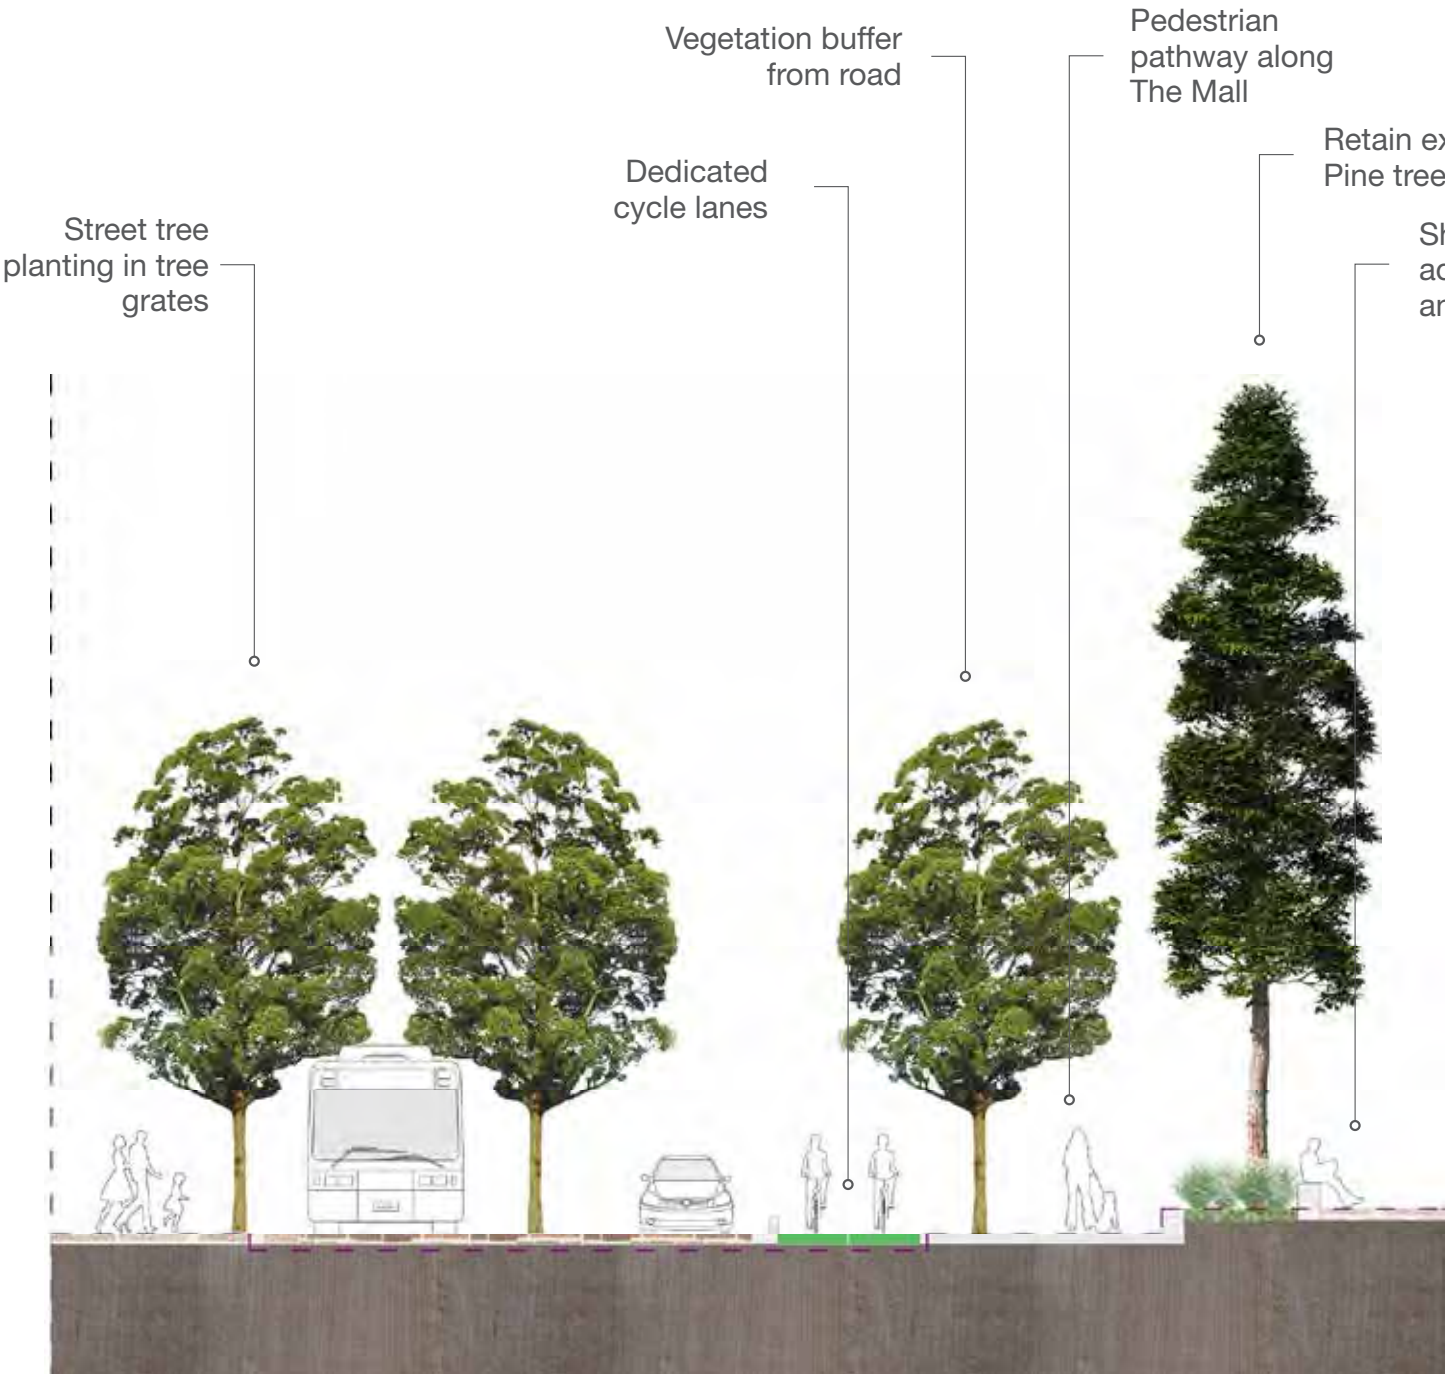 Vegetation buffer
from road
Pedestrian
pathway along
The Mall
Dedicated
cycle lanes
Retain
Pine tree
Street tree
planting in tree
grates